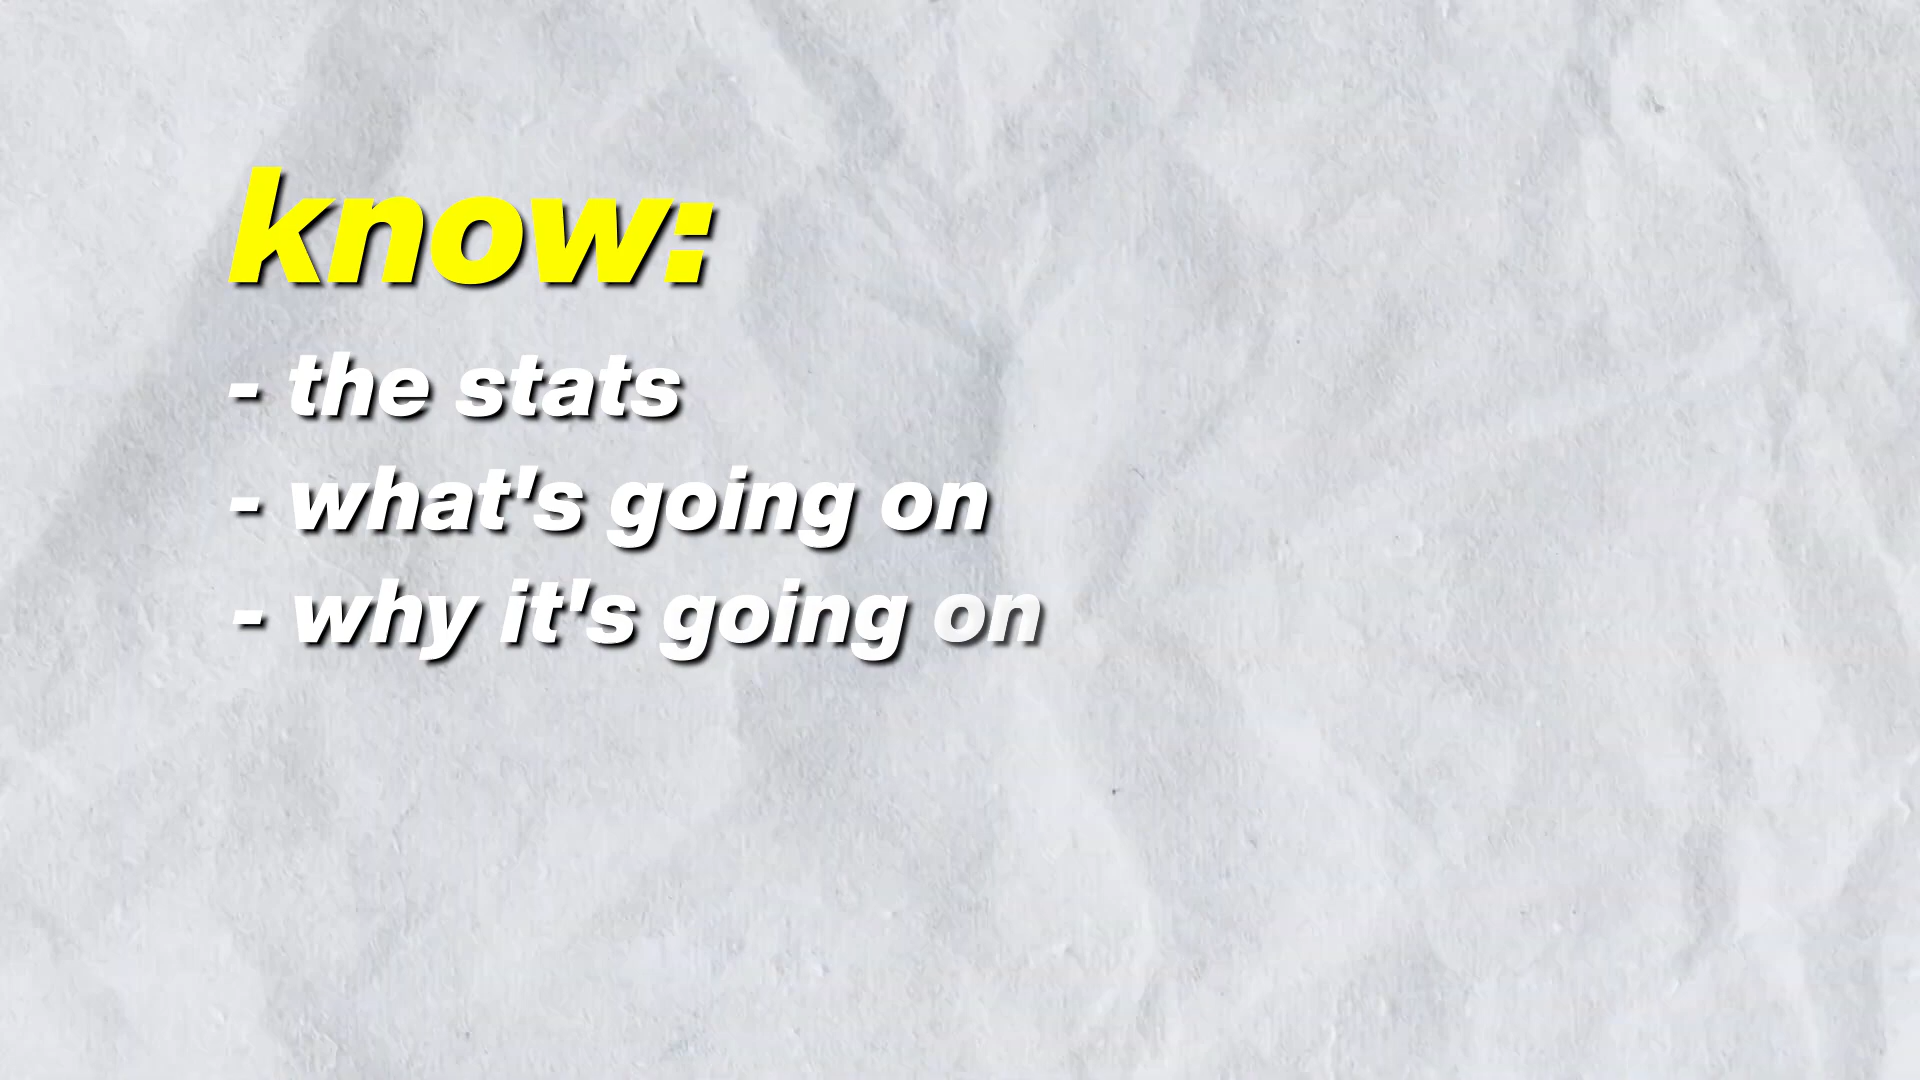 know:
- the stats
- what's going on
- why it's going on